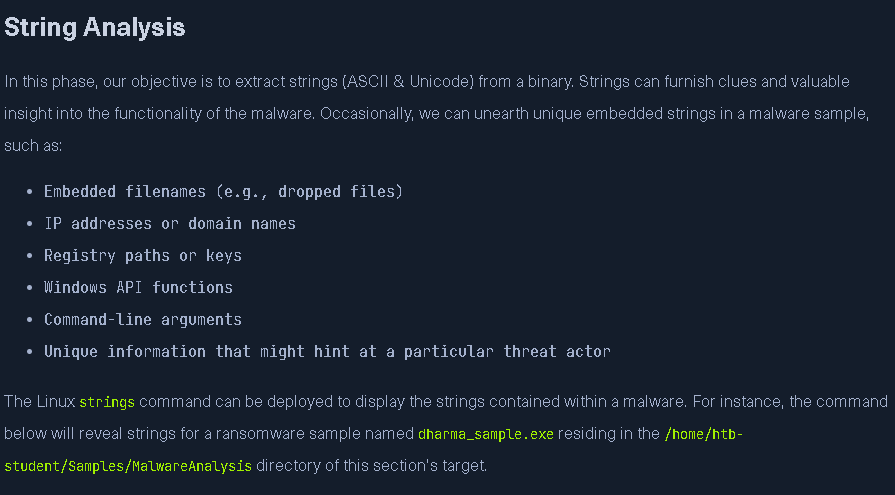 String Analysis
In this phase, our objective is to extract strings (ASCII & Unicode) from a binary. Strings can furnish clues and valuable
insight into the functionality of the malware. Occasionally, we can unearth unique embedded strings in a malware sample,
such as:
• Embedded filenames (e.g., dropped files)
• IP addresses or domain names
• Registry paths or keys
• Windows API functions
• Command-line arguments
• Unique information that might hint at a particular threat actor
The Linux strings command can be deployed to display the strings contained within a malware. For instance, the command
below will reveal strings for a ransomware sample named dharma_sample.exe residing in the /home/htb-
student/Samples/MalwareAnalysis directory of this section's target.